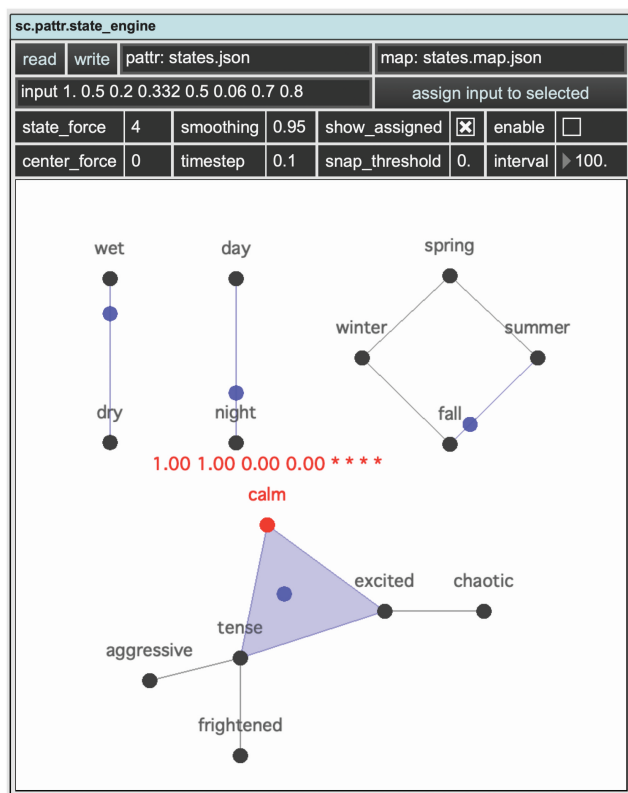 sc.pattr.state_engine
read write pattr: states.json map: states.map.json
input 1. 0.5 0.2 0.332 0.5 0.06 0.7 0.8 assign input to selected
state_force 4 smoothing 0.95 show_assigned enable
center_force 0 timestep 0.1 snap_threshold 0. interval 100.
wet day spring
winter summer
dry night fall
1.00 1.00 0.00 0.00 * * * *
calm
excited chaotic
tense
aggressive
frightened